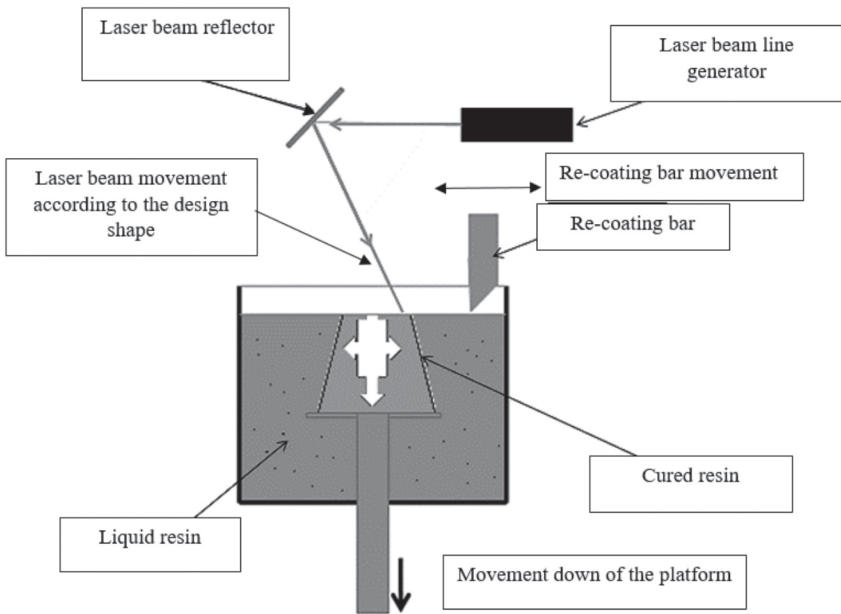 Laser beam reflector
Laser beam line
generator
Laser beam movement
according to the design
shape
Re-coating bar movement
Re-coating bar
Cured resin
Liquid resin
Movement down of the platform